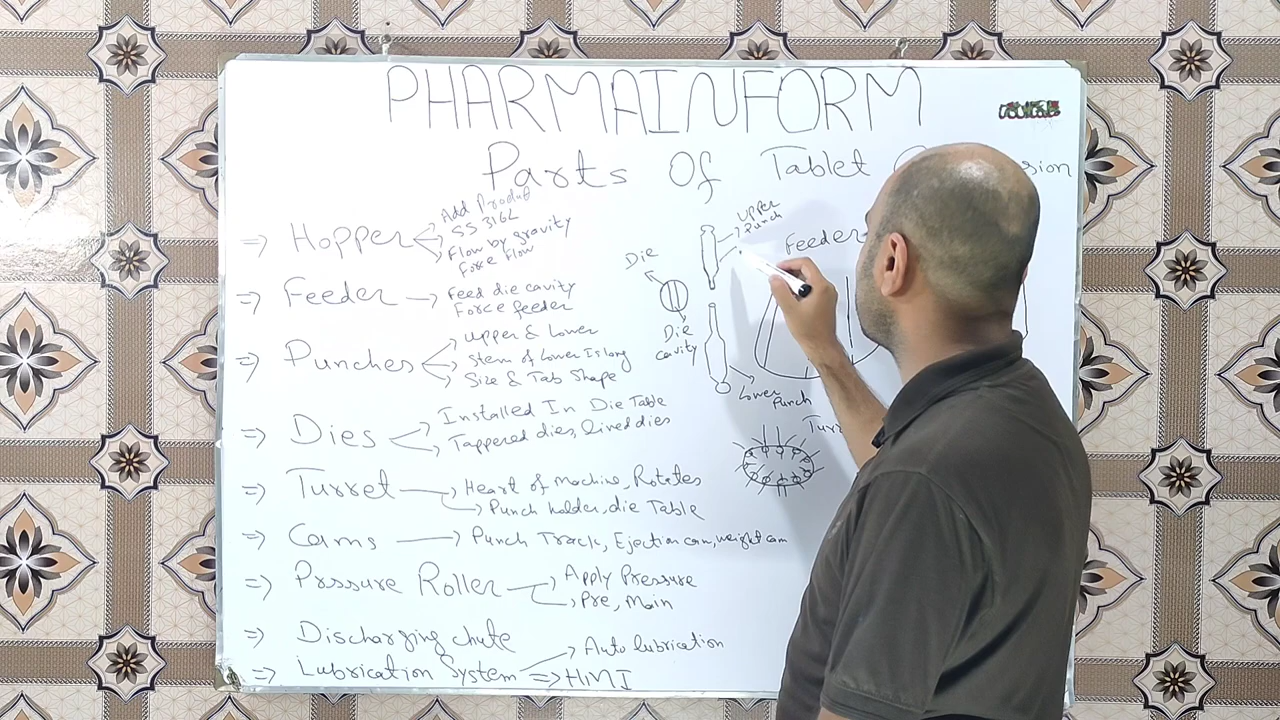 PHARMAINFORM
Parts Of Tablet
sion
=> Hopper
Add Product
SS 316L
Flow by gravity
Force Flow
=> Feeder
Feed die cavity
Force feeder
=> Punches
Upper & Lower
Stem of Lower Is long
Size & Tab Shape
=> Dies
Installed In Die Table
Tappered dies, lined dies
=> Turret
Heart of Machine, Rotates
Punch holder, die Table
=> Cams
Punch Track, Ejection cam, weight cam
=> Prssure Roller
Apply Pressure
Pre, Main
=> Discharging chute
=> Lubrication System
Auto lubrication
=> HMI
Upper
Punch
Feeder
Die
Die
cavity
Lower
Punch